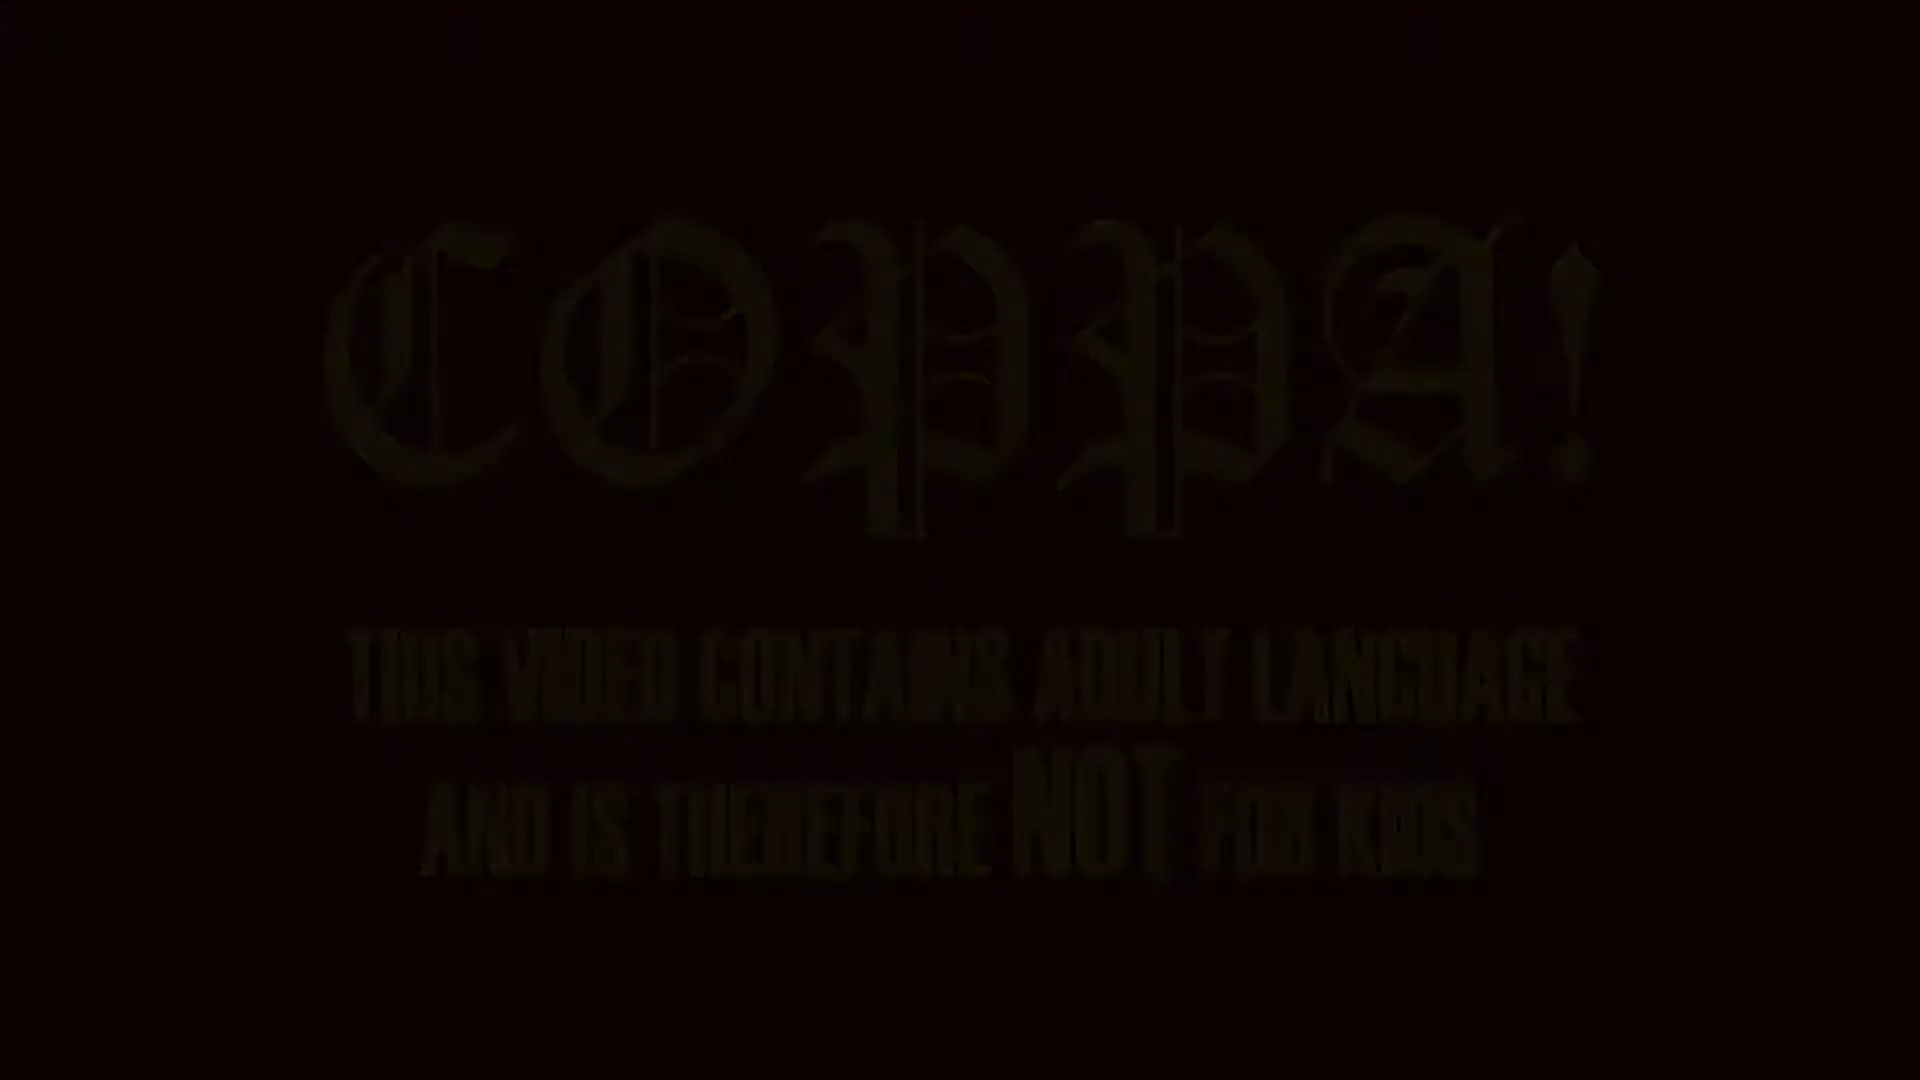 COPPA!
THIS VIDEO CONTAINS ADULT LANGUAGE
AND IS THEREFORE NOT FOR KIDS